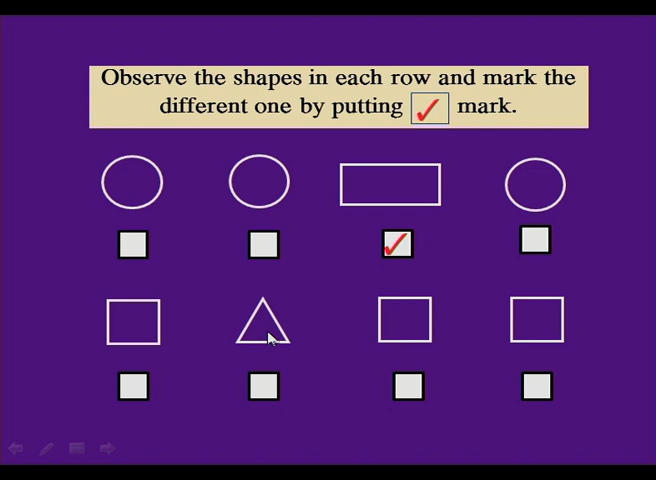 Observe the shapes in each row and mark the
different one by putting ✓ mark.